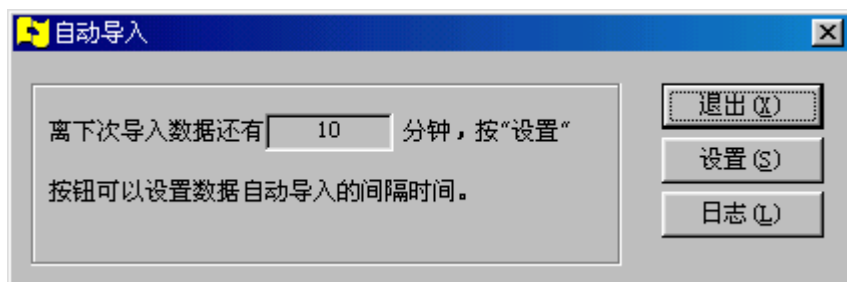 自动导入
离下次导入数据还有 10 分钟，按"设置"
按钮可以设置数据自动导入的间隔时间。
退出(X)
设置(S)
日志(L)